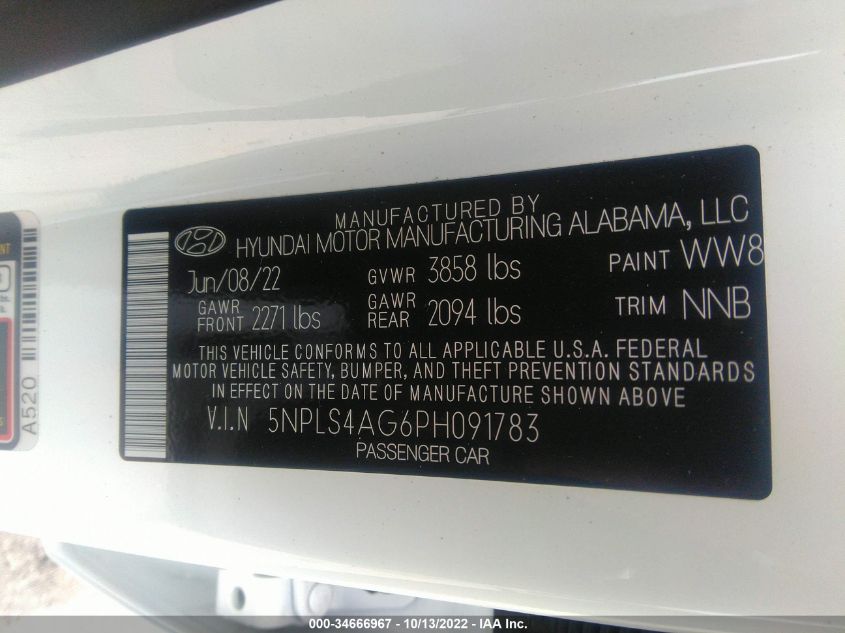 MANUFACTURED BY
HYUNDAI MOTOR MANUFACTURING ALABAMA, LLC
Jun/08/22 GVWR 3858 lbs PAINT WW8
GAWR FRONT 2271 lbs GAWR REAR 2094 lbs TRIM NNB
THIS VEHICLE CONFORMS TO ALL APPLICABLE U.S.A. FEDERAL
MOTOR VEHICLE SAFETY, BUMPER, AND THEFT PREVENTION STANDARDS
IN EFFECT ON THE DATE OF MANUFACTURE SHOWN ABOVE
V.I.N 5NPLS4AG6PH091783
PASSENGER CAR
A520
000-34666967 - 10/13/2022 - IAA Inc.